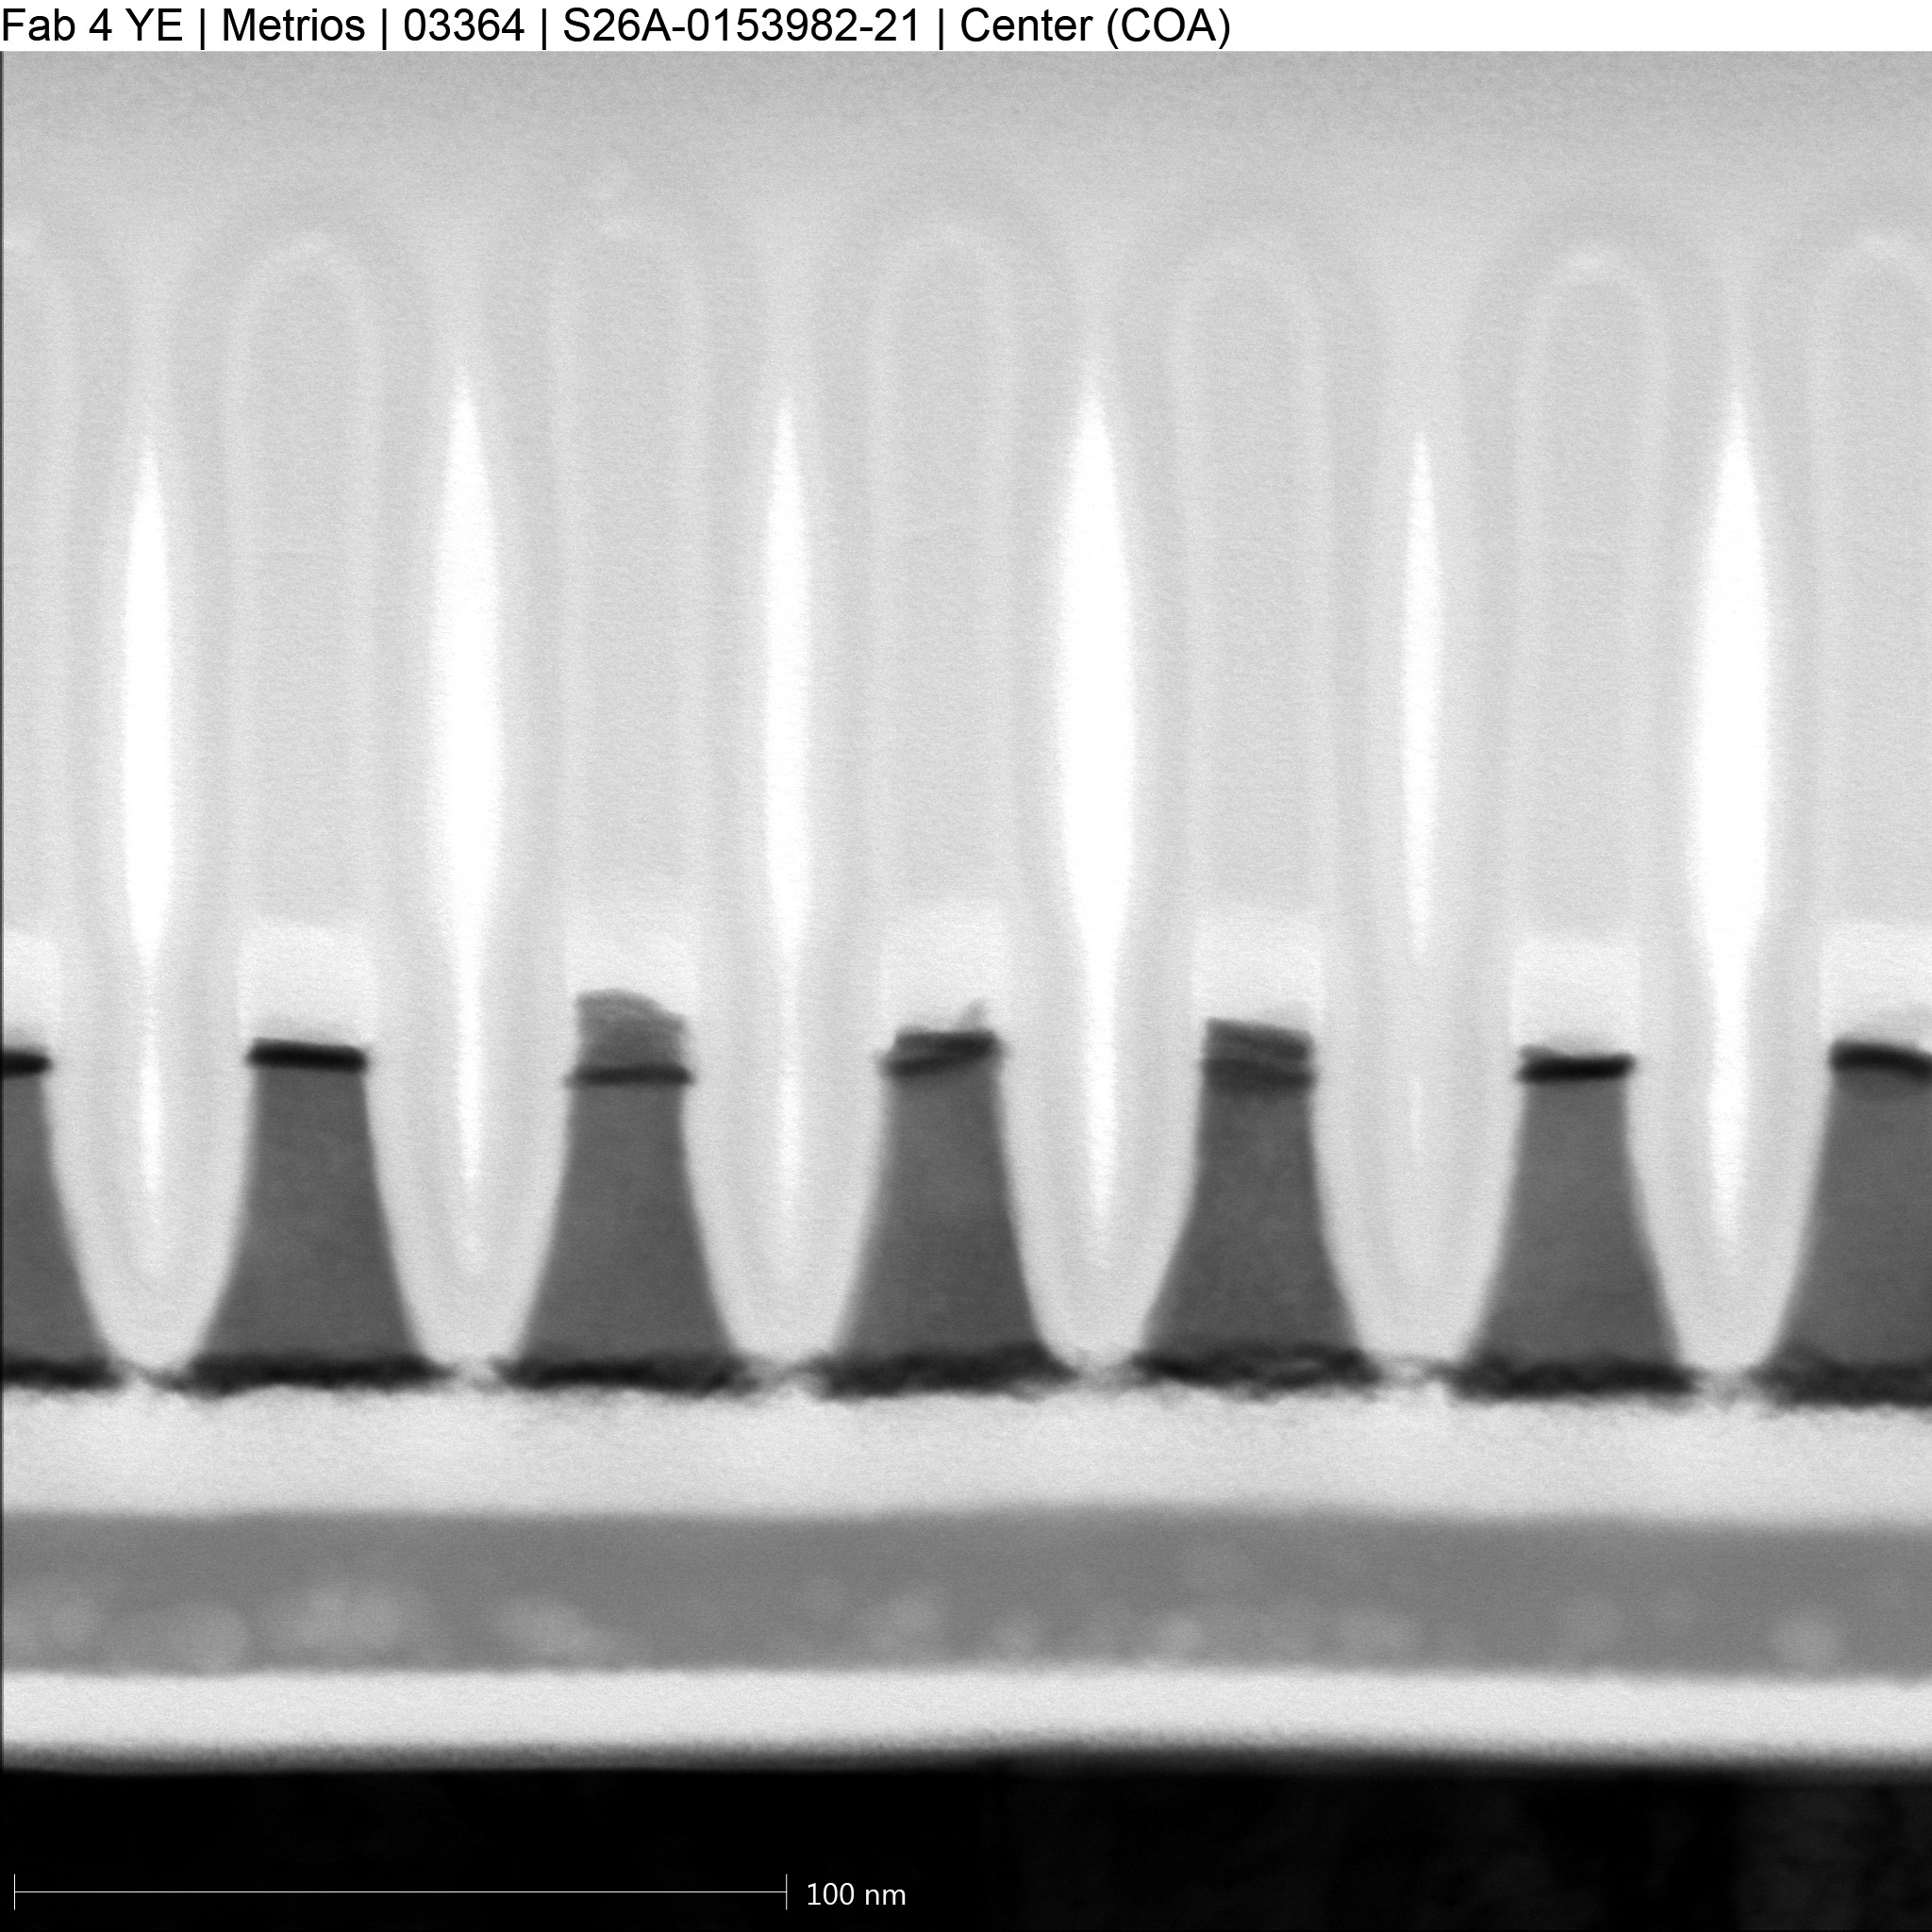 Fab 4 YE | Metrios | 03364 | S26A-0153982-21 | Center (COA)
100 nm